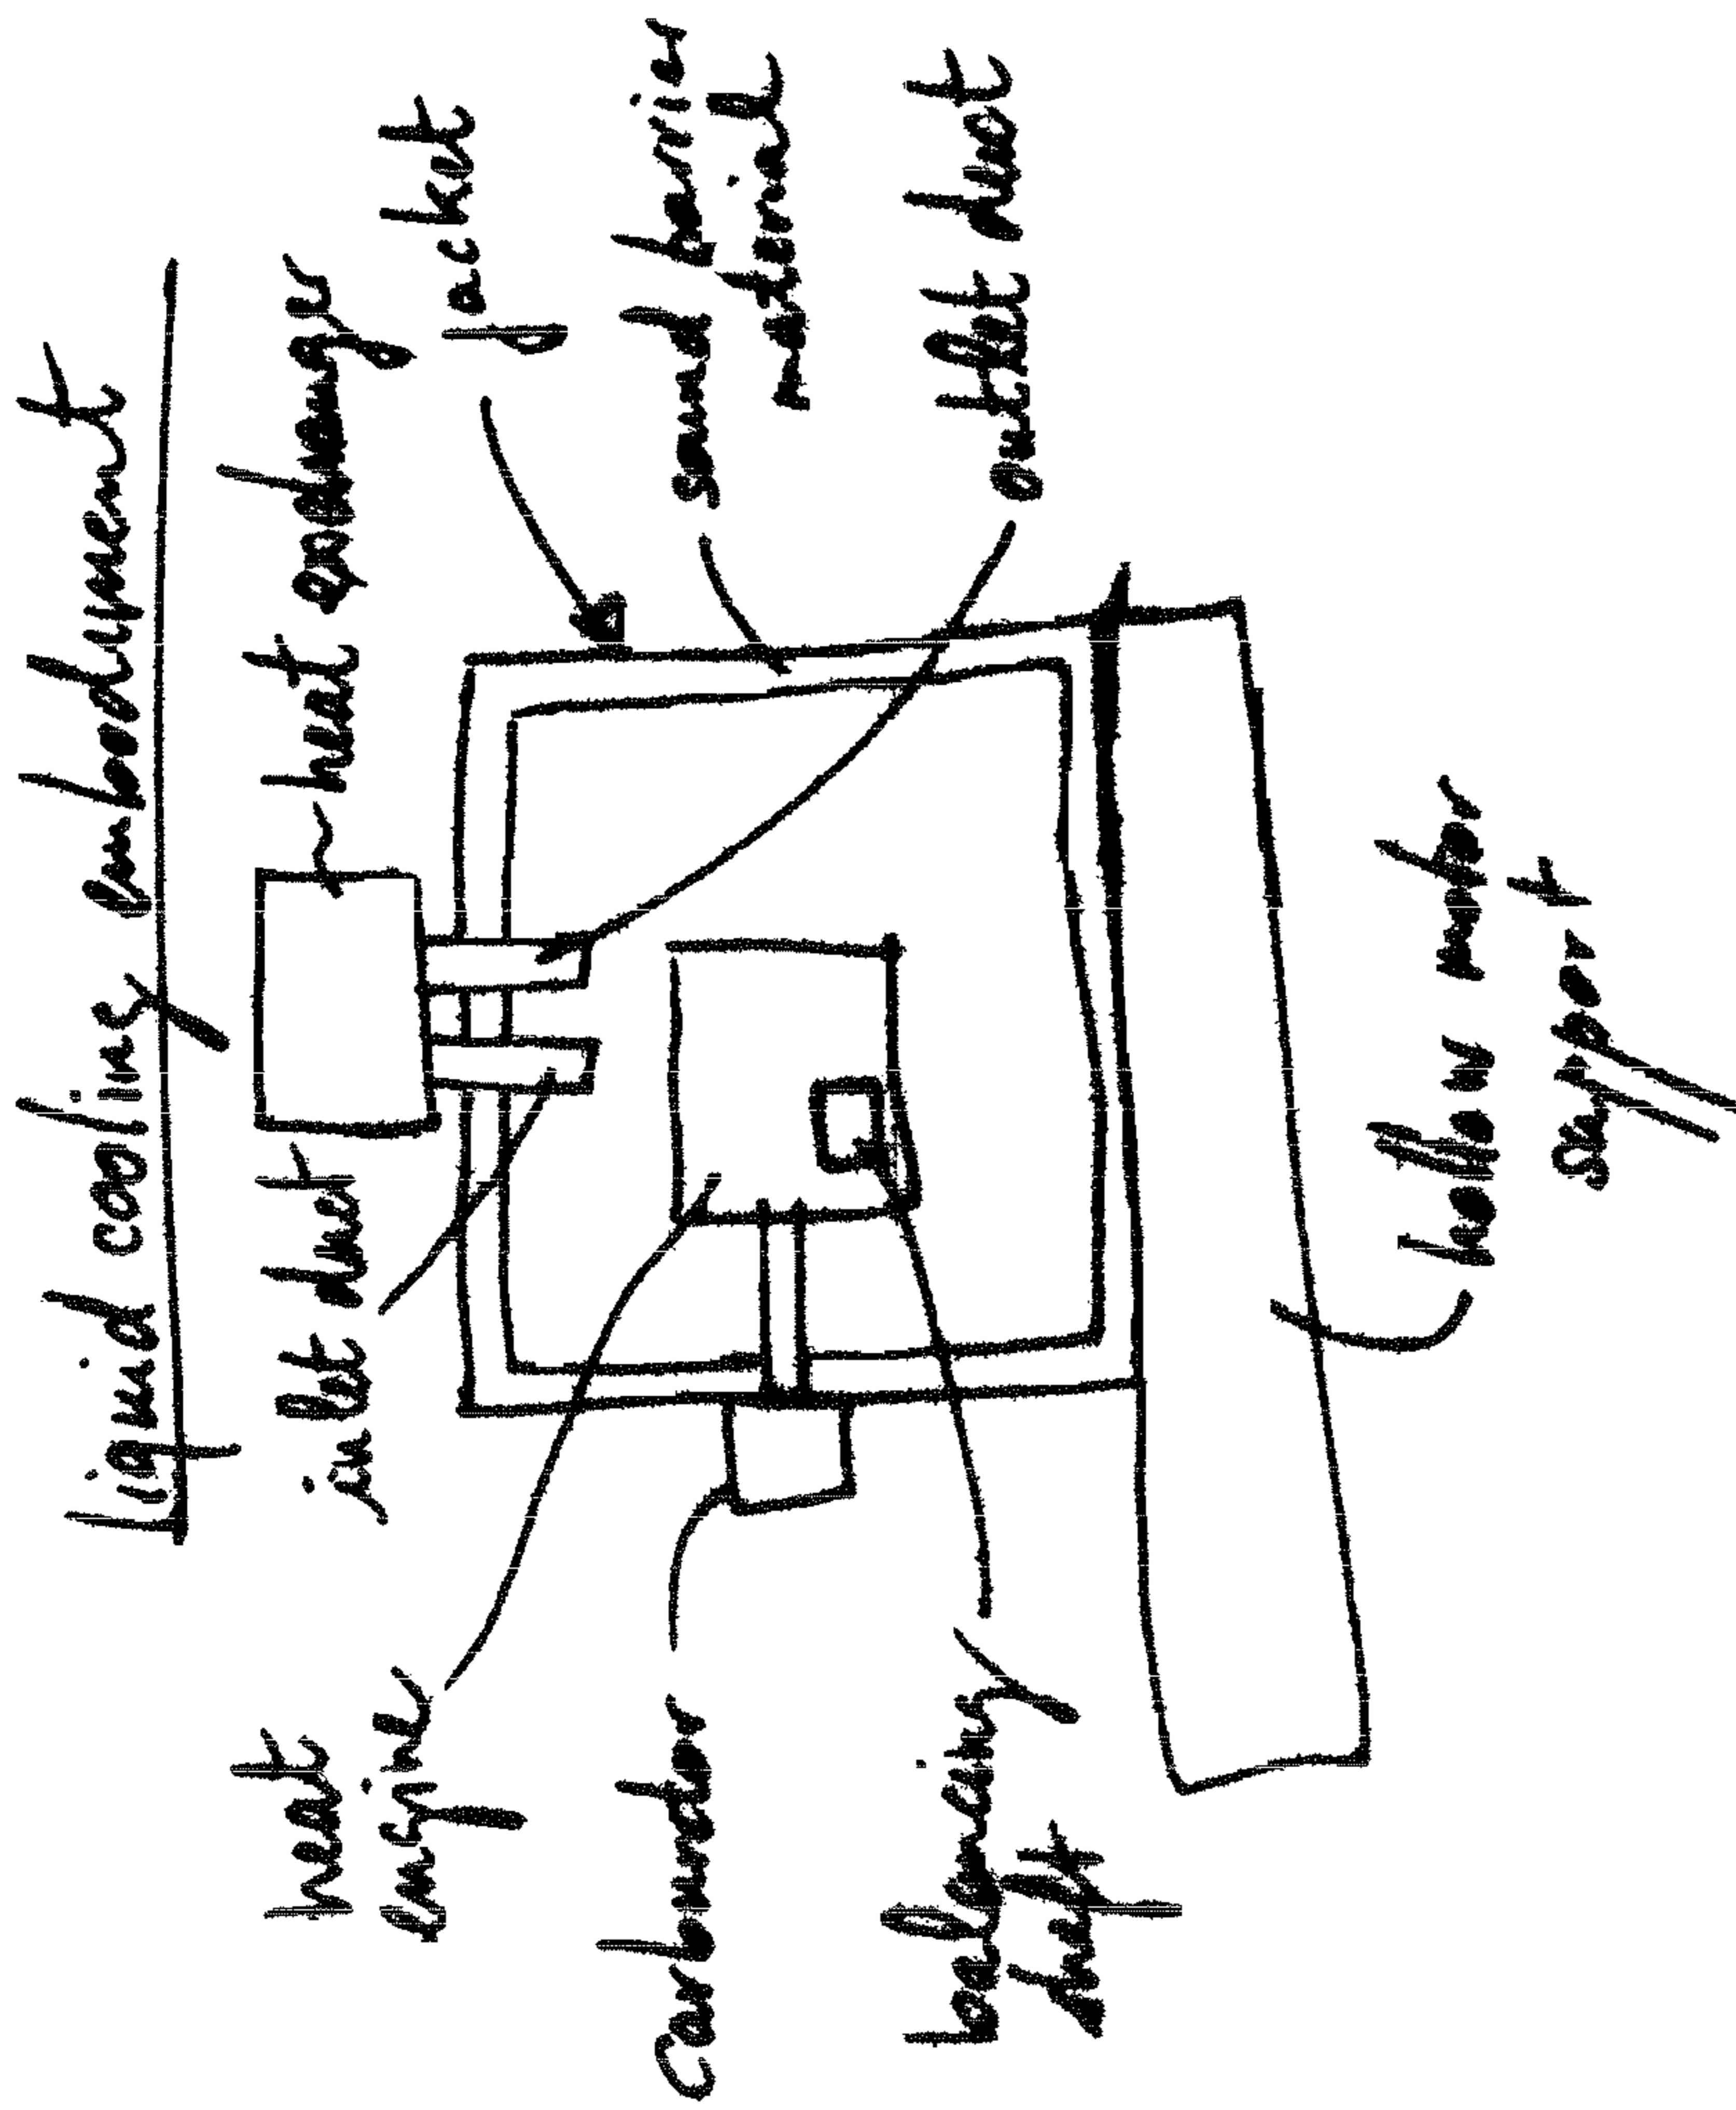 Liquid cooling embodyment
inlet duct
heat exchanger
jacket
heat
engine
sound barrier
material
carburetor
outlet duct
balancing
shaft
hollow motor
support